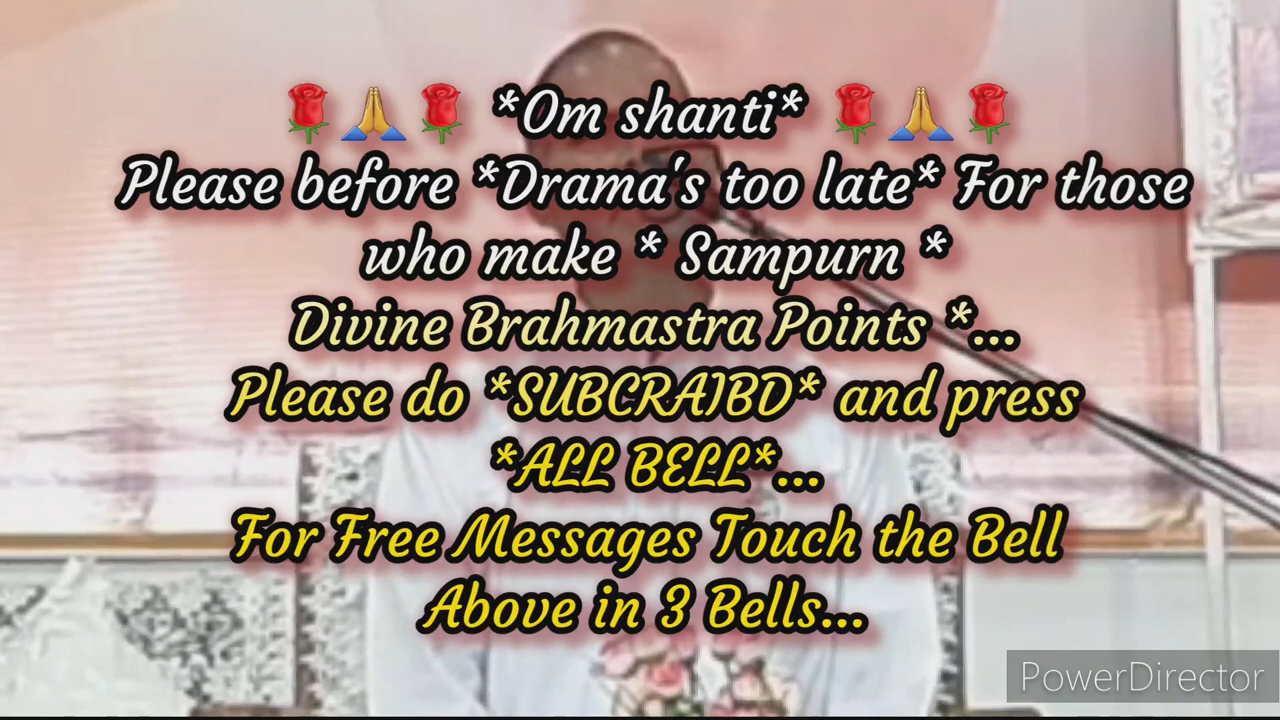 🌹🙏🌹 *Om shanti* 🌹🙏🌹
Please before *Drama's too late* For those
who make * Sampurn *
Divine Brahmastra Points *...
Please do *SUBCRAIBD* and press
*ALL BELL*...
For Free Messages Touch the Bell
Above in 3 Bells...
PowerDirector